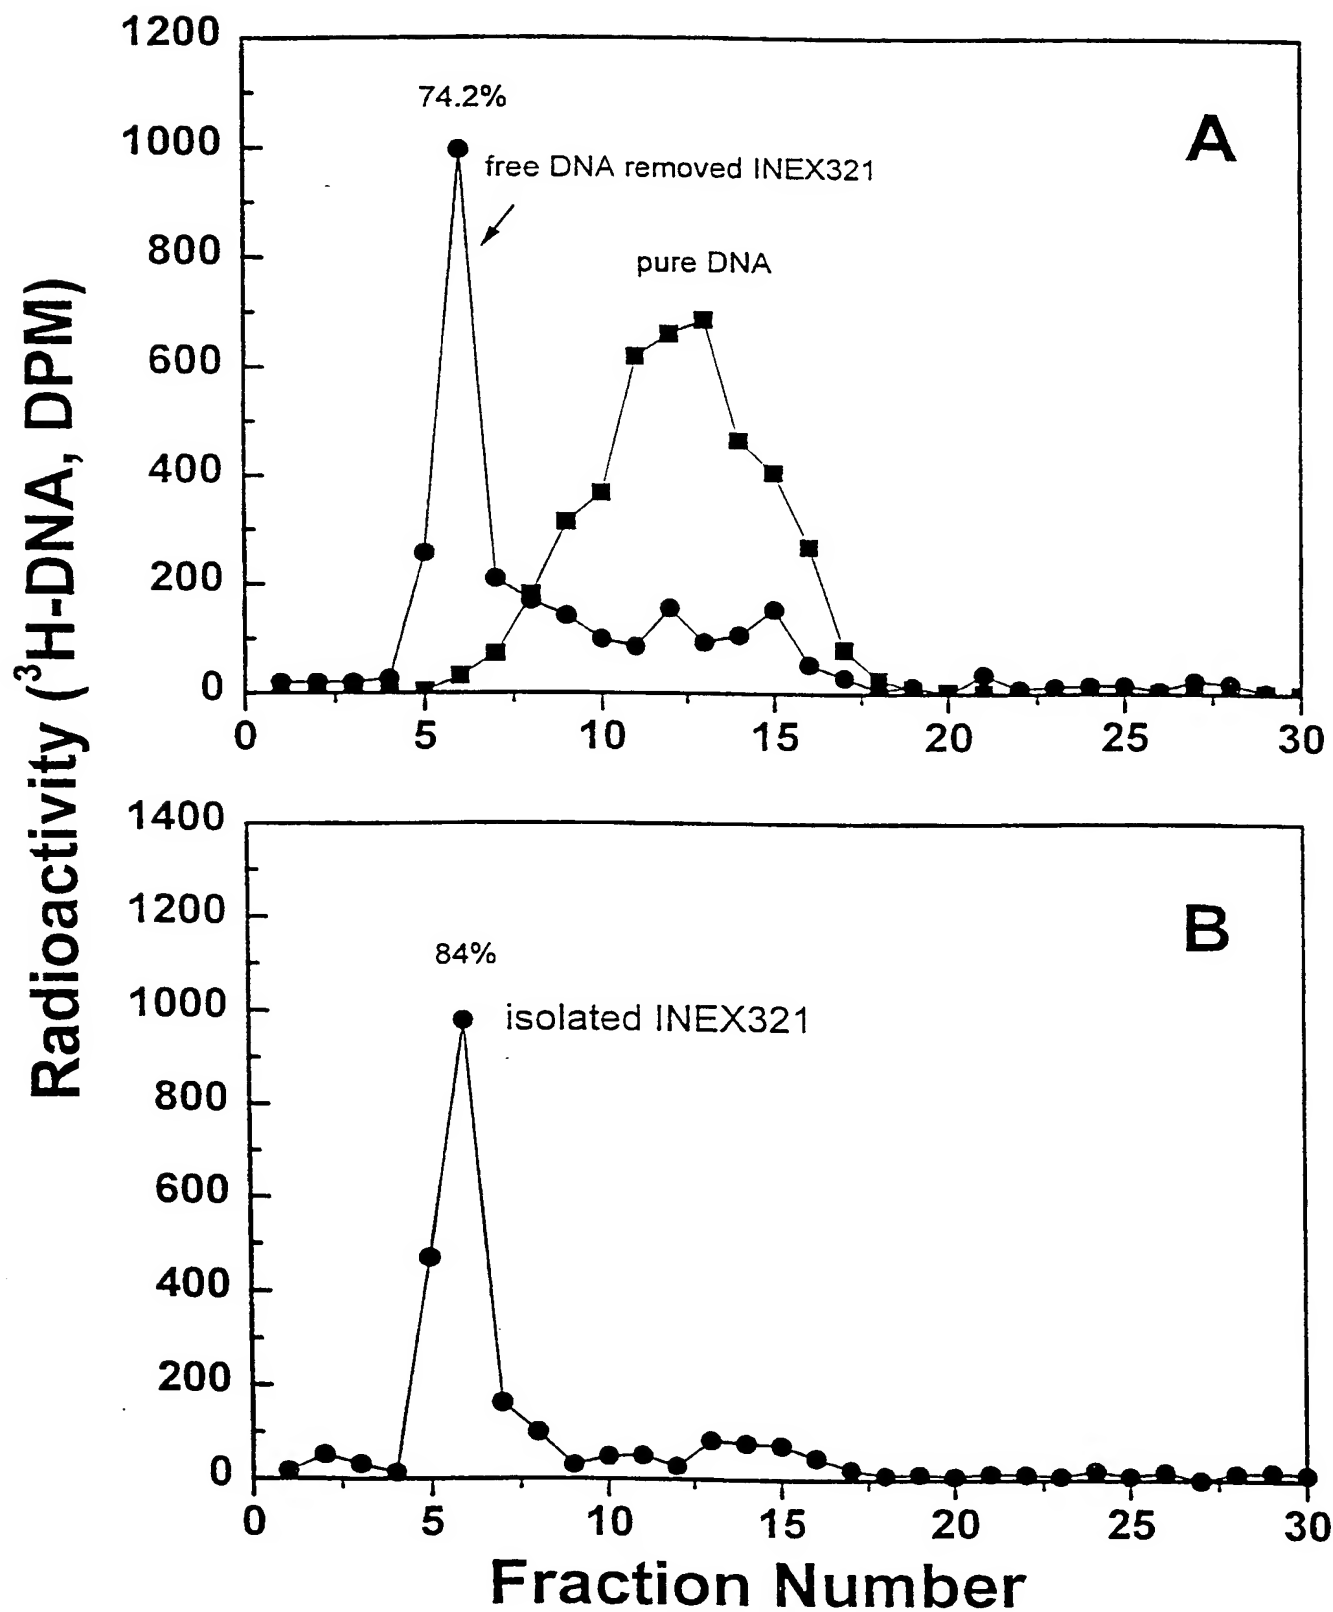 1200
1000
800
600
400
200
0
74.2%
free DNA removed INEX321
pure DNA
A
0 5 10 15 20 25 30
Radioactivity (³H-DNA, DPM)
1400
1200
1000
800
600
400
200
0
84%
isolated INEX321
B
0 5 10 15 20 25 30
Fraction Number